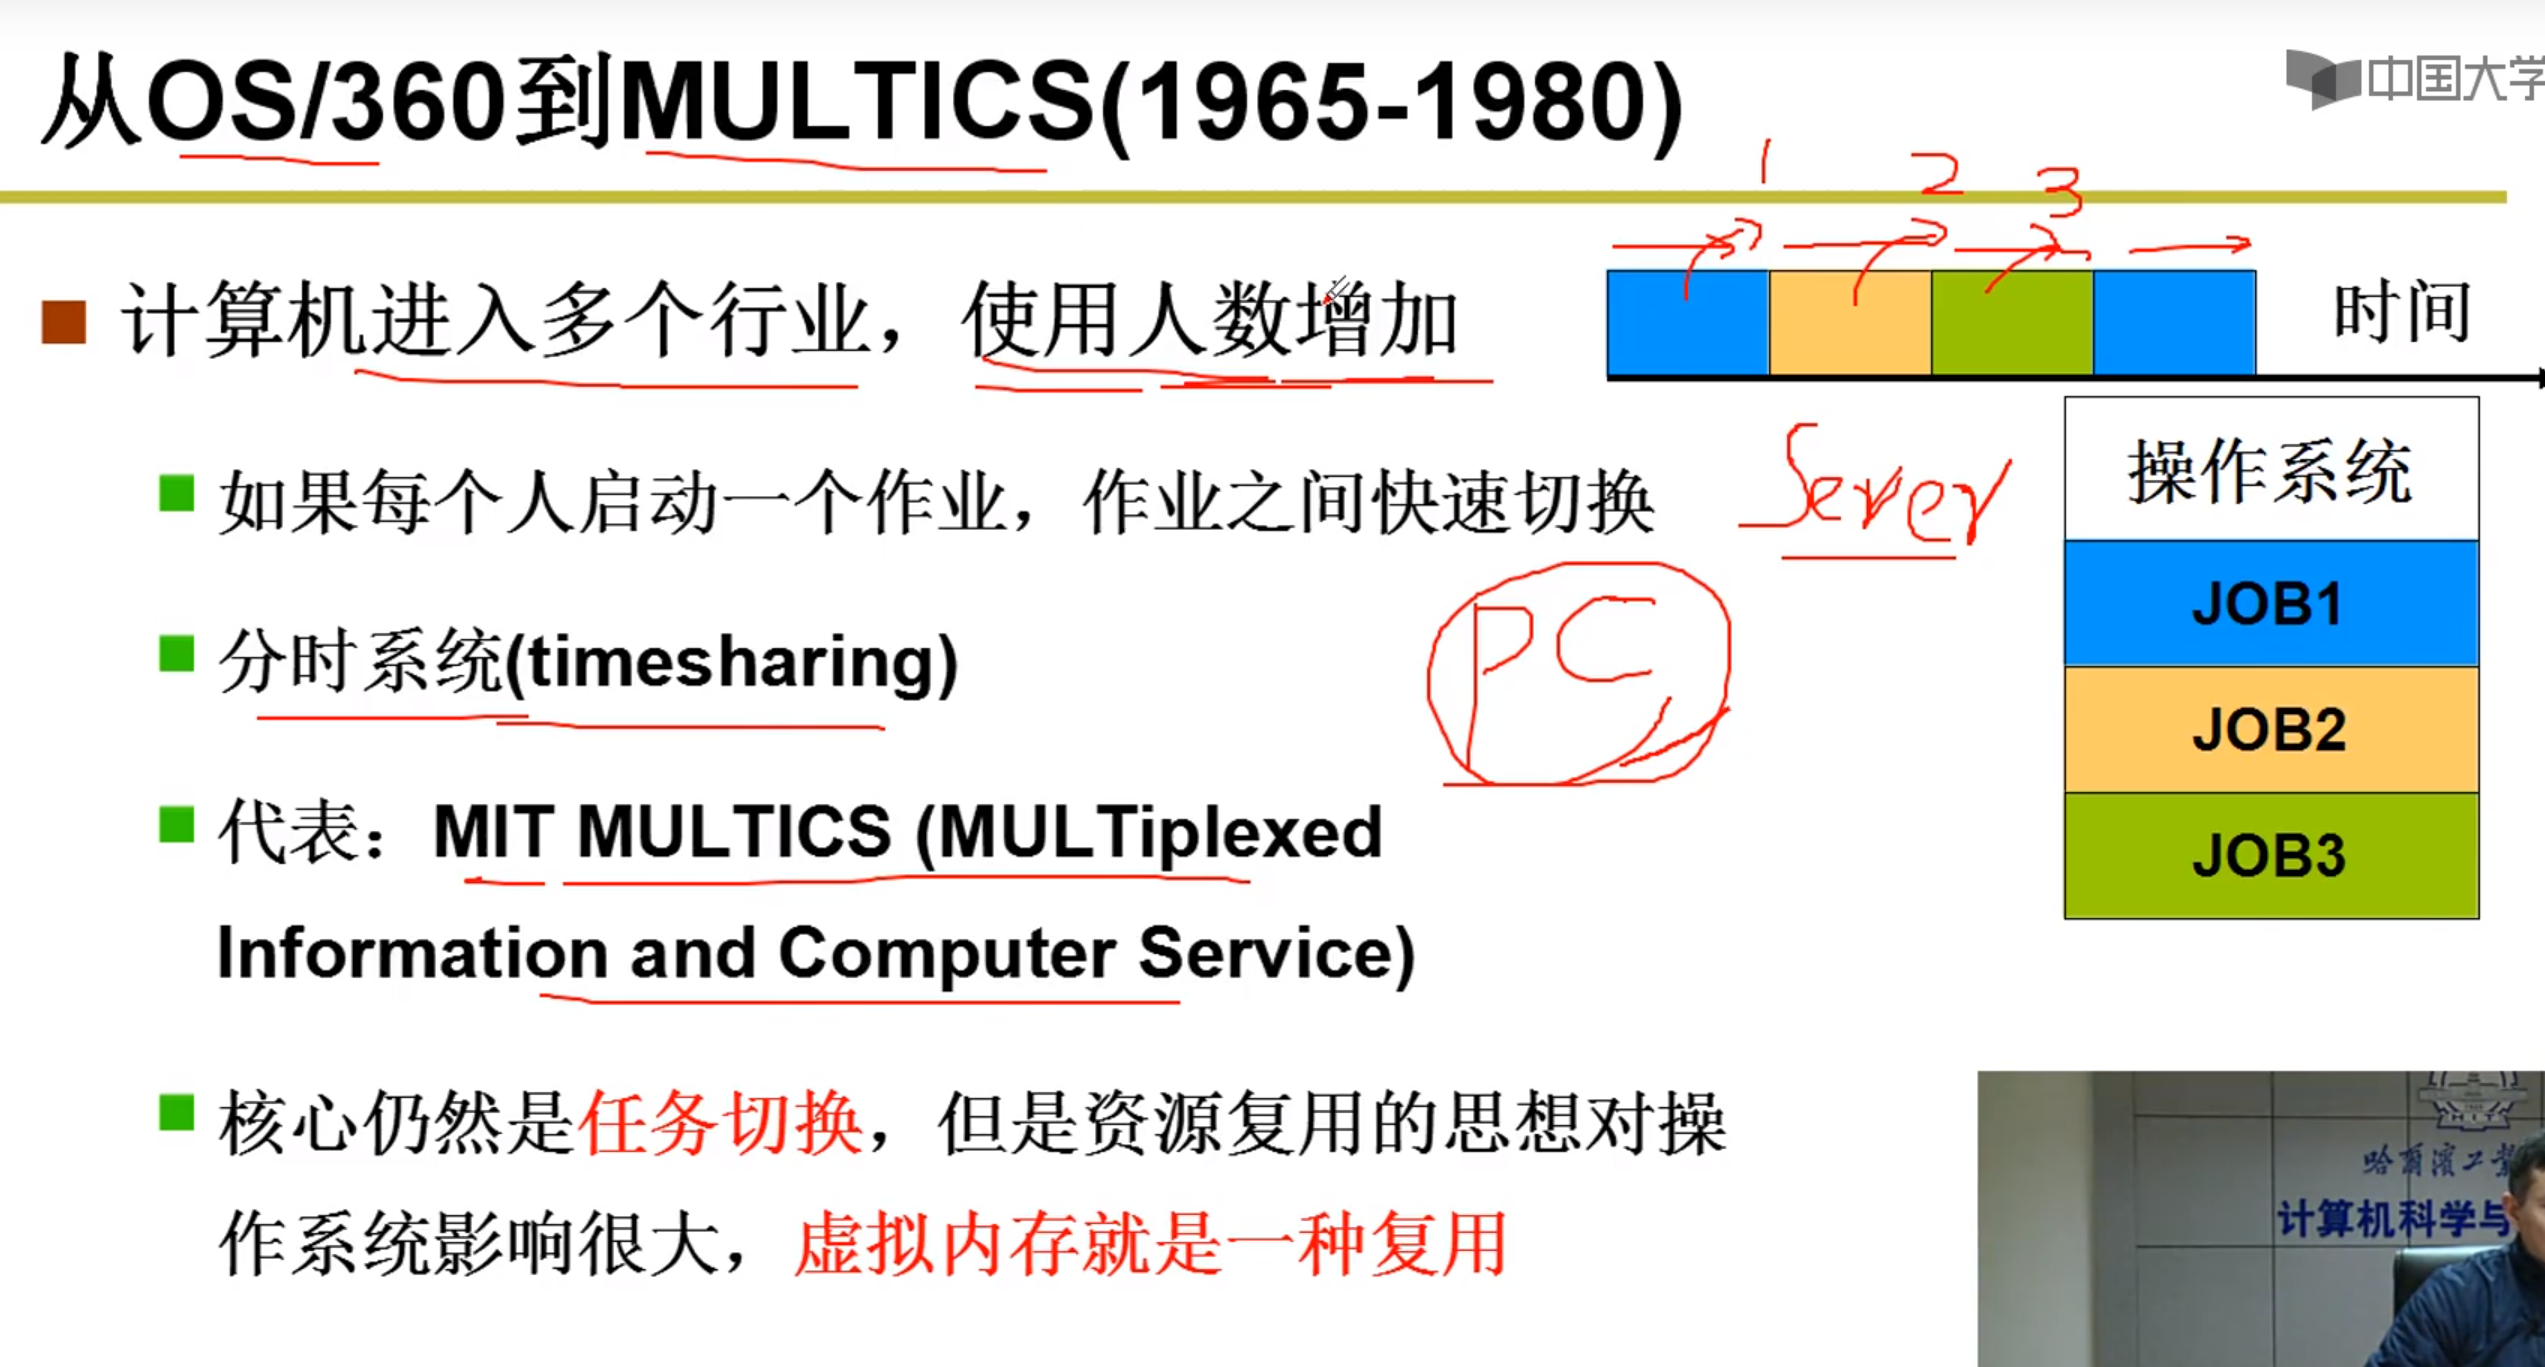 从OS/360到MULTICS(1965-1980)
中国大学
1 2 3
计算机进入多个行业，使用人数增加
时间
如果每个人启动一个作业，作业之间快速切换
Sever
操作系统
JOB1
JOB2
JOB3
分时系统(timesharing)
PC
代表：MIT MULTICS (MULTiplexed
Information and Computer Service)
核心仍然是任务切换，但是资源复用的思想对操
作系统影响很大，虚拟内存就是一种复用
哈爾濱工業
计算机科学与